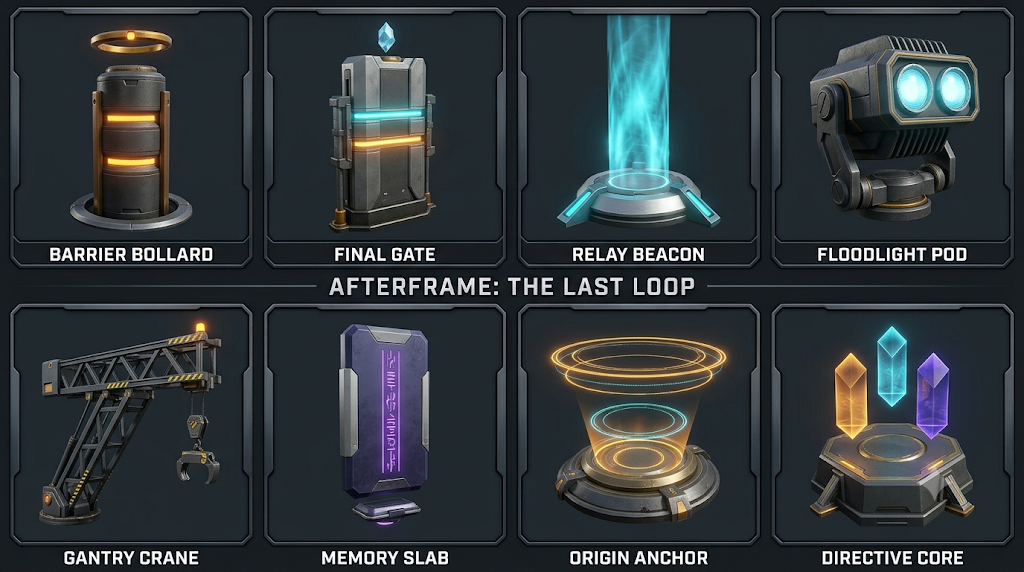 BARRIER BOLLARD
FINAL GATE
RELAY BEACON
FLOODLIGHT POD
AFTERFRAME: THE LAST LOOP
GANTRY CRANE
MEMORY SLAB
ORIGIN ANCHOR
DIRECTIVE CORE